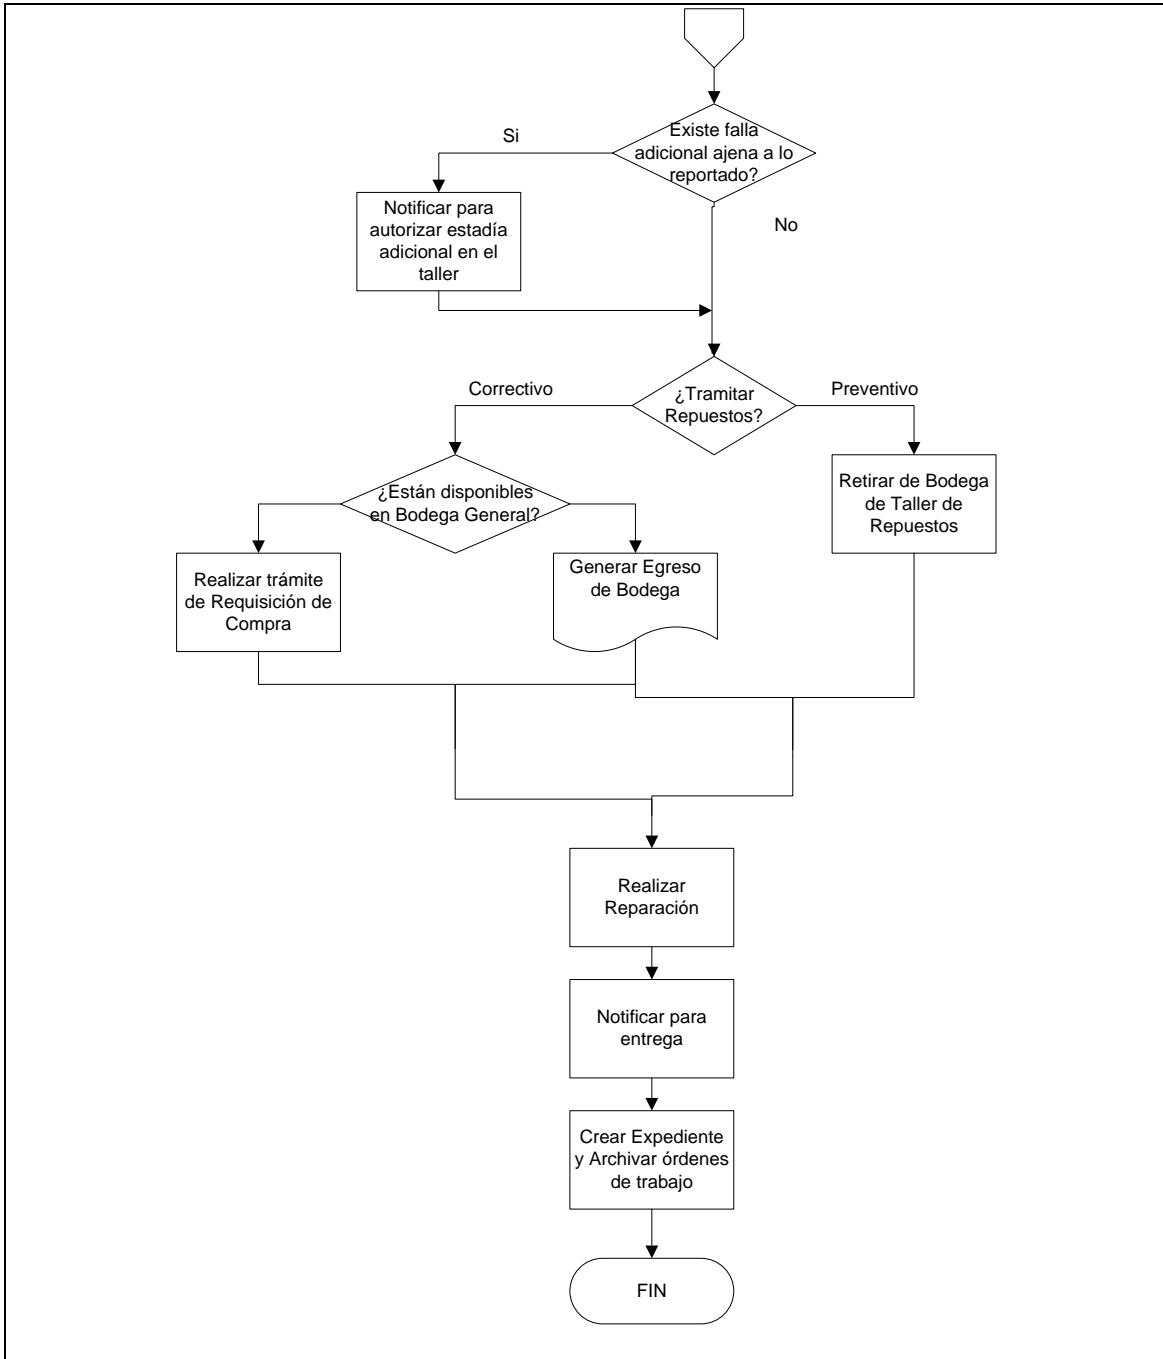 Existe falla
adicional ajena a lo
reportado?
Si
No
Notificar para
autorizar estadía
adicional en el
taller
¿Tramitar
Repuestos?
Correctivo
Preventivo
¿Están disponibles
en Bodega General?
Retirar de Bodega
de Taller de
Repuestos
Realizar trámite
de Requisición de
Compra
Generar Egreso
de Bodega
Realizar
Reparación
Notificar para
entrega
Crear Expediente
y Archivar órdenes
de trabajo
FIN